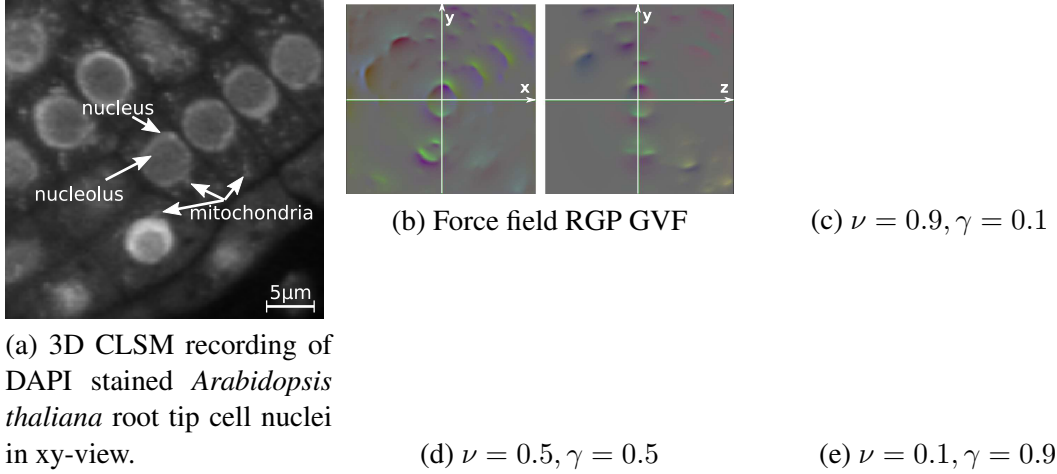 nucleus
nucleolus
mitochondria
5µm
(a) 3D CLSM recording of
DAPI stained Arabidopsis
thaliana root tip cell nuclei
in xy-view.
y
x
y
z
(b) Force field RGP GVF
(c) ν = 0.9, γ = 0.1
(d) ν = 0.5, γ = 0.5
(e) ν = 0.1, γ = 0.9